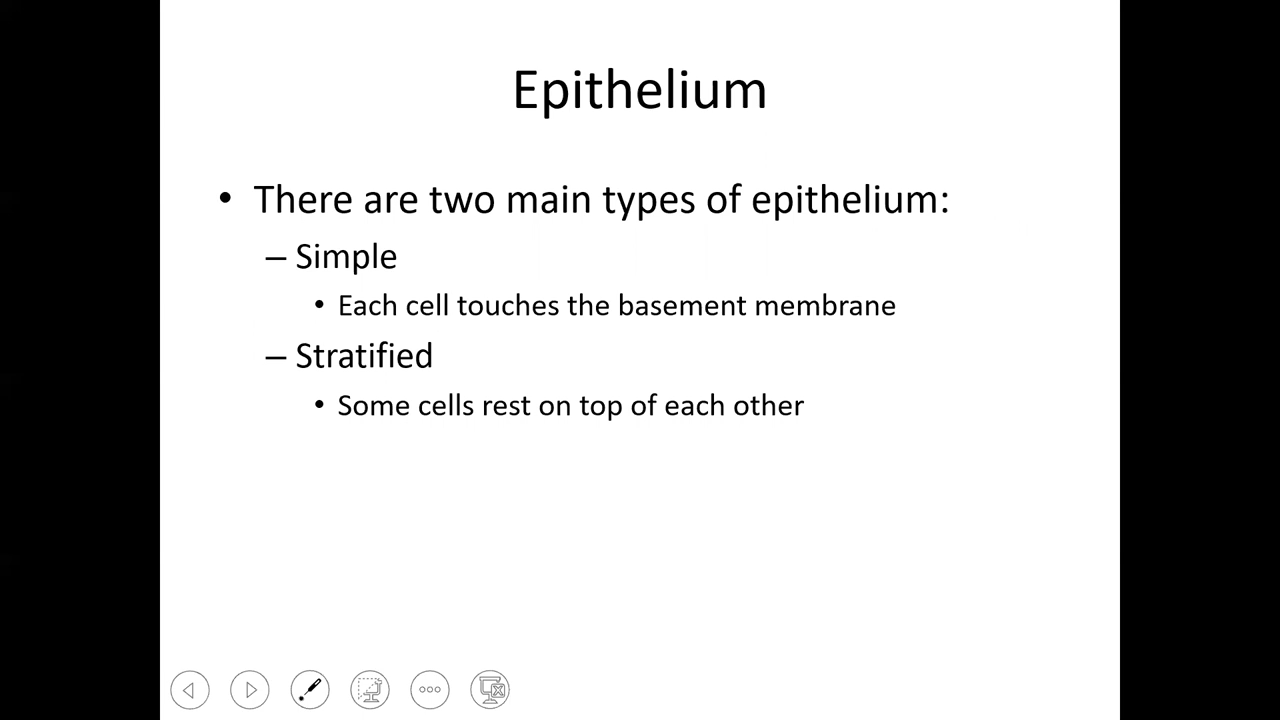 Epithelium
• There are two main types of epithelium:
– Simple
• Each cell touches the basement membrane
– Stratified
• Some cells rest on top of each other